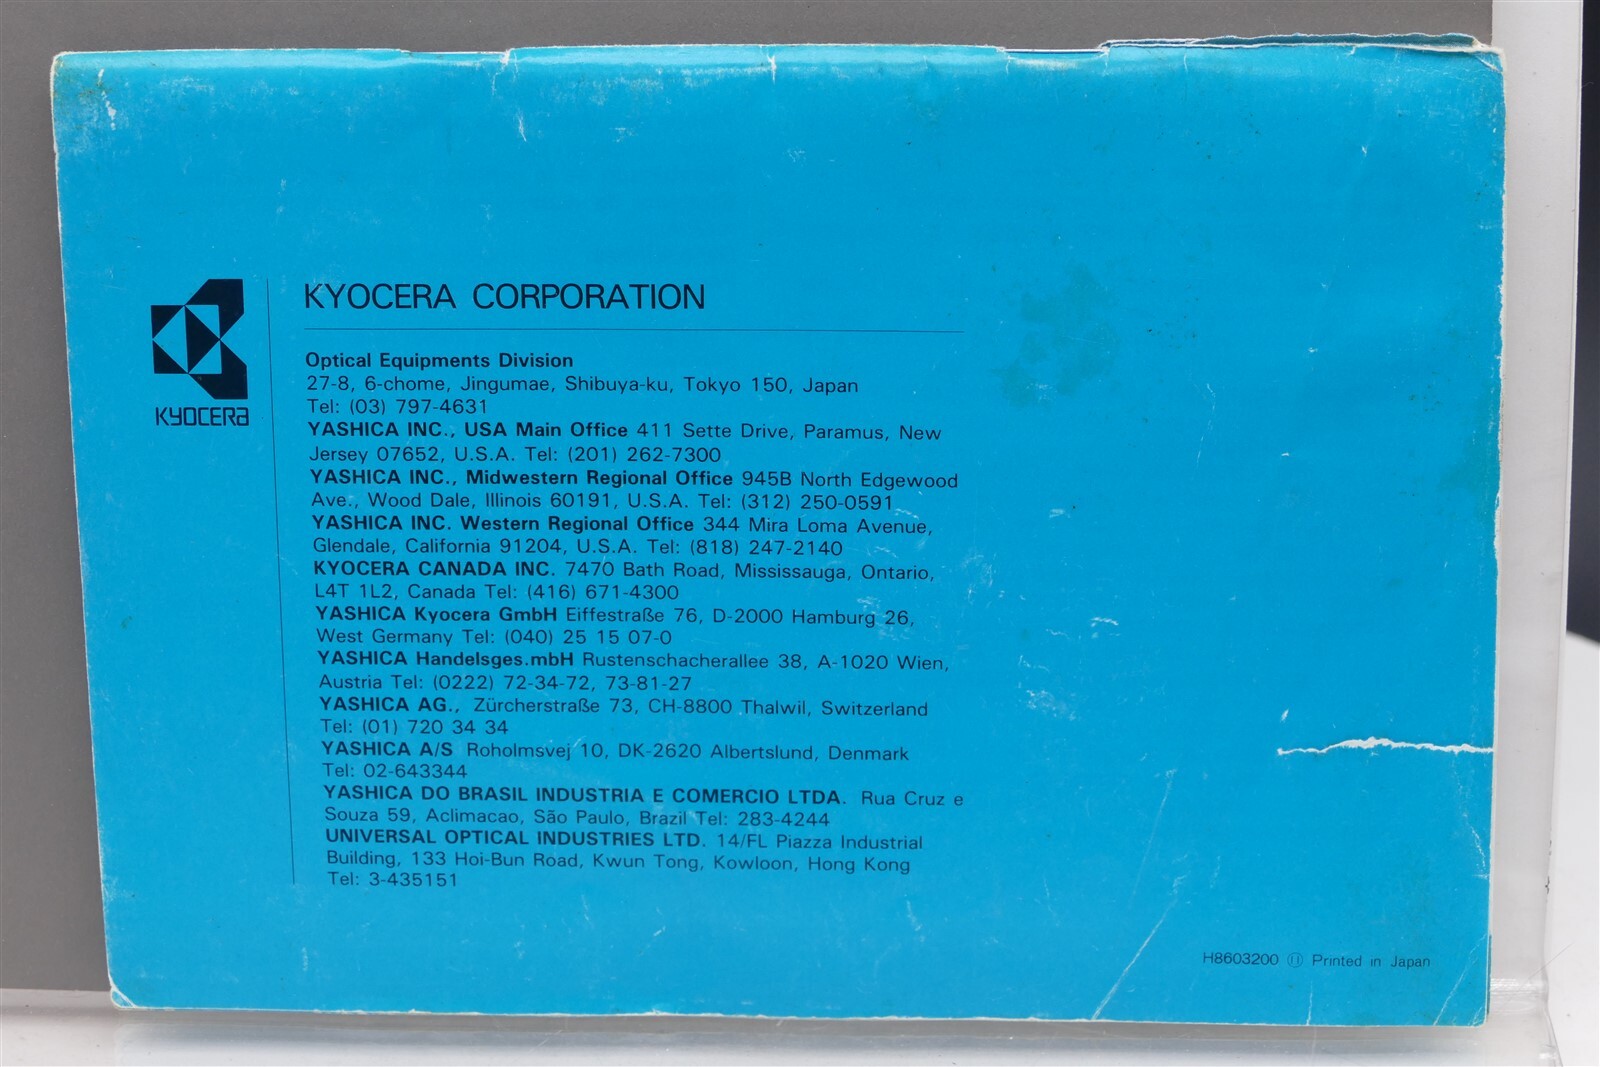 KYOCERA
KYOCERA CORPORATION
Optical Equipments Division
27-8, 6-chome, Jingumae, Shibuya-ku, Tokyo 150, Japan
Tel: (03) 797-4631
YASHICA INC., USA Main Office 411 Sette Drive, Paramus, New
Jersey 07652, U.S.A. Tel: (201) 262-7300
YASHICA INC., Midwestern Regional Office 945B North Edgewood
Ave., Wood Dale, Illinois 60191, U.S.A. Tel: (312) 250-0591
YASHICA INC. Western Regional Office 344 Mira Loma Avenue,
Glendale, California 91204, U.S.A. Tel: (818) 247-2140
KYOCERA CANADA INC. 7470 Bath Road, Mississauga, Ontario,
L4T 1L2, Canada Tel: (416) 671-4300
YASHICA Kyocera GmbH Eiffestraße 76, D-2000 Hamburg 26,
West Germany Tel: (040) 25 15 07-0
YASHICA Handelsges.mbH Rustenschacherallee 38, A-1020 Wien,
Austria Tel: (0222) 72-34-72, 73-81-27
YASHICA AG., Zürcherstraße 73, CH-8800 Thalwil, Switzerland
Tel: (01) 720 34 34
YASHICA A/S Roholmsvej 10, DK-2620 Albertslund, Denmark
Tel: 02-643344
YASHICA DO BRASIL INDUSTRIA E COMERCIO LTDA. Rua Cruz e
Souza 59, Aclimacao, São Paulo, Brazil Tel: 283-4244
UNIVERSAL OPTICAL INDUSTRIES LTD. 14/FL Piazza Industrial
Building, 133 Hoi-Bun Road, Kwun Tong, Kowloon, Hong Kong
Tel: 3-435151
H8603200 Ⓤ Printed in Japan